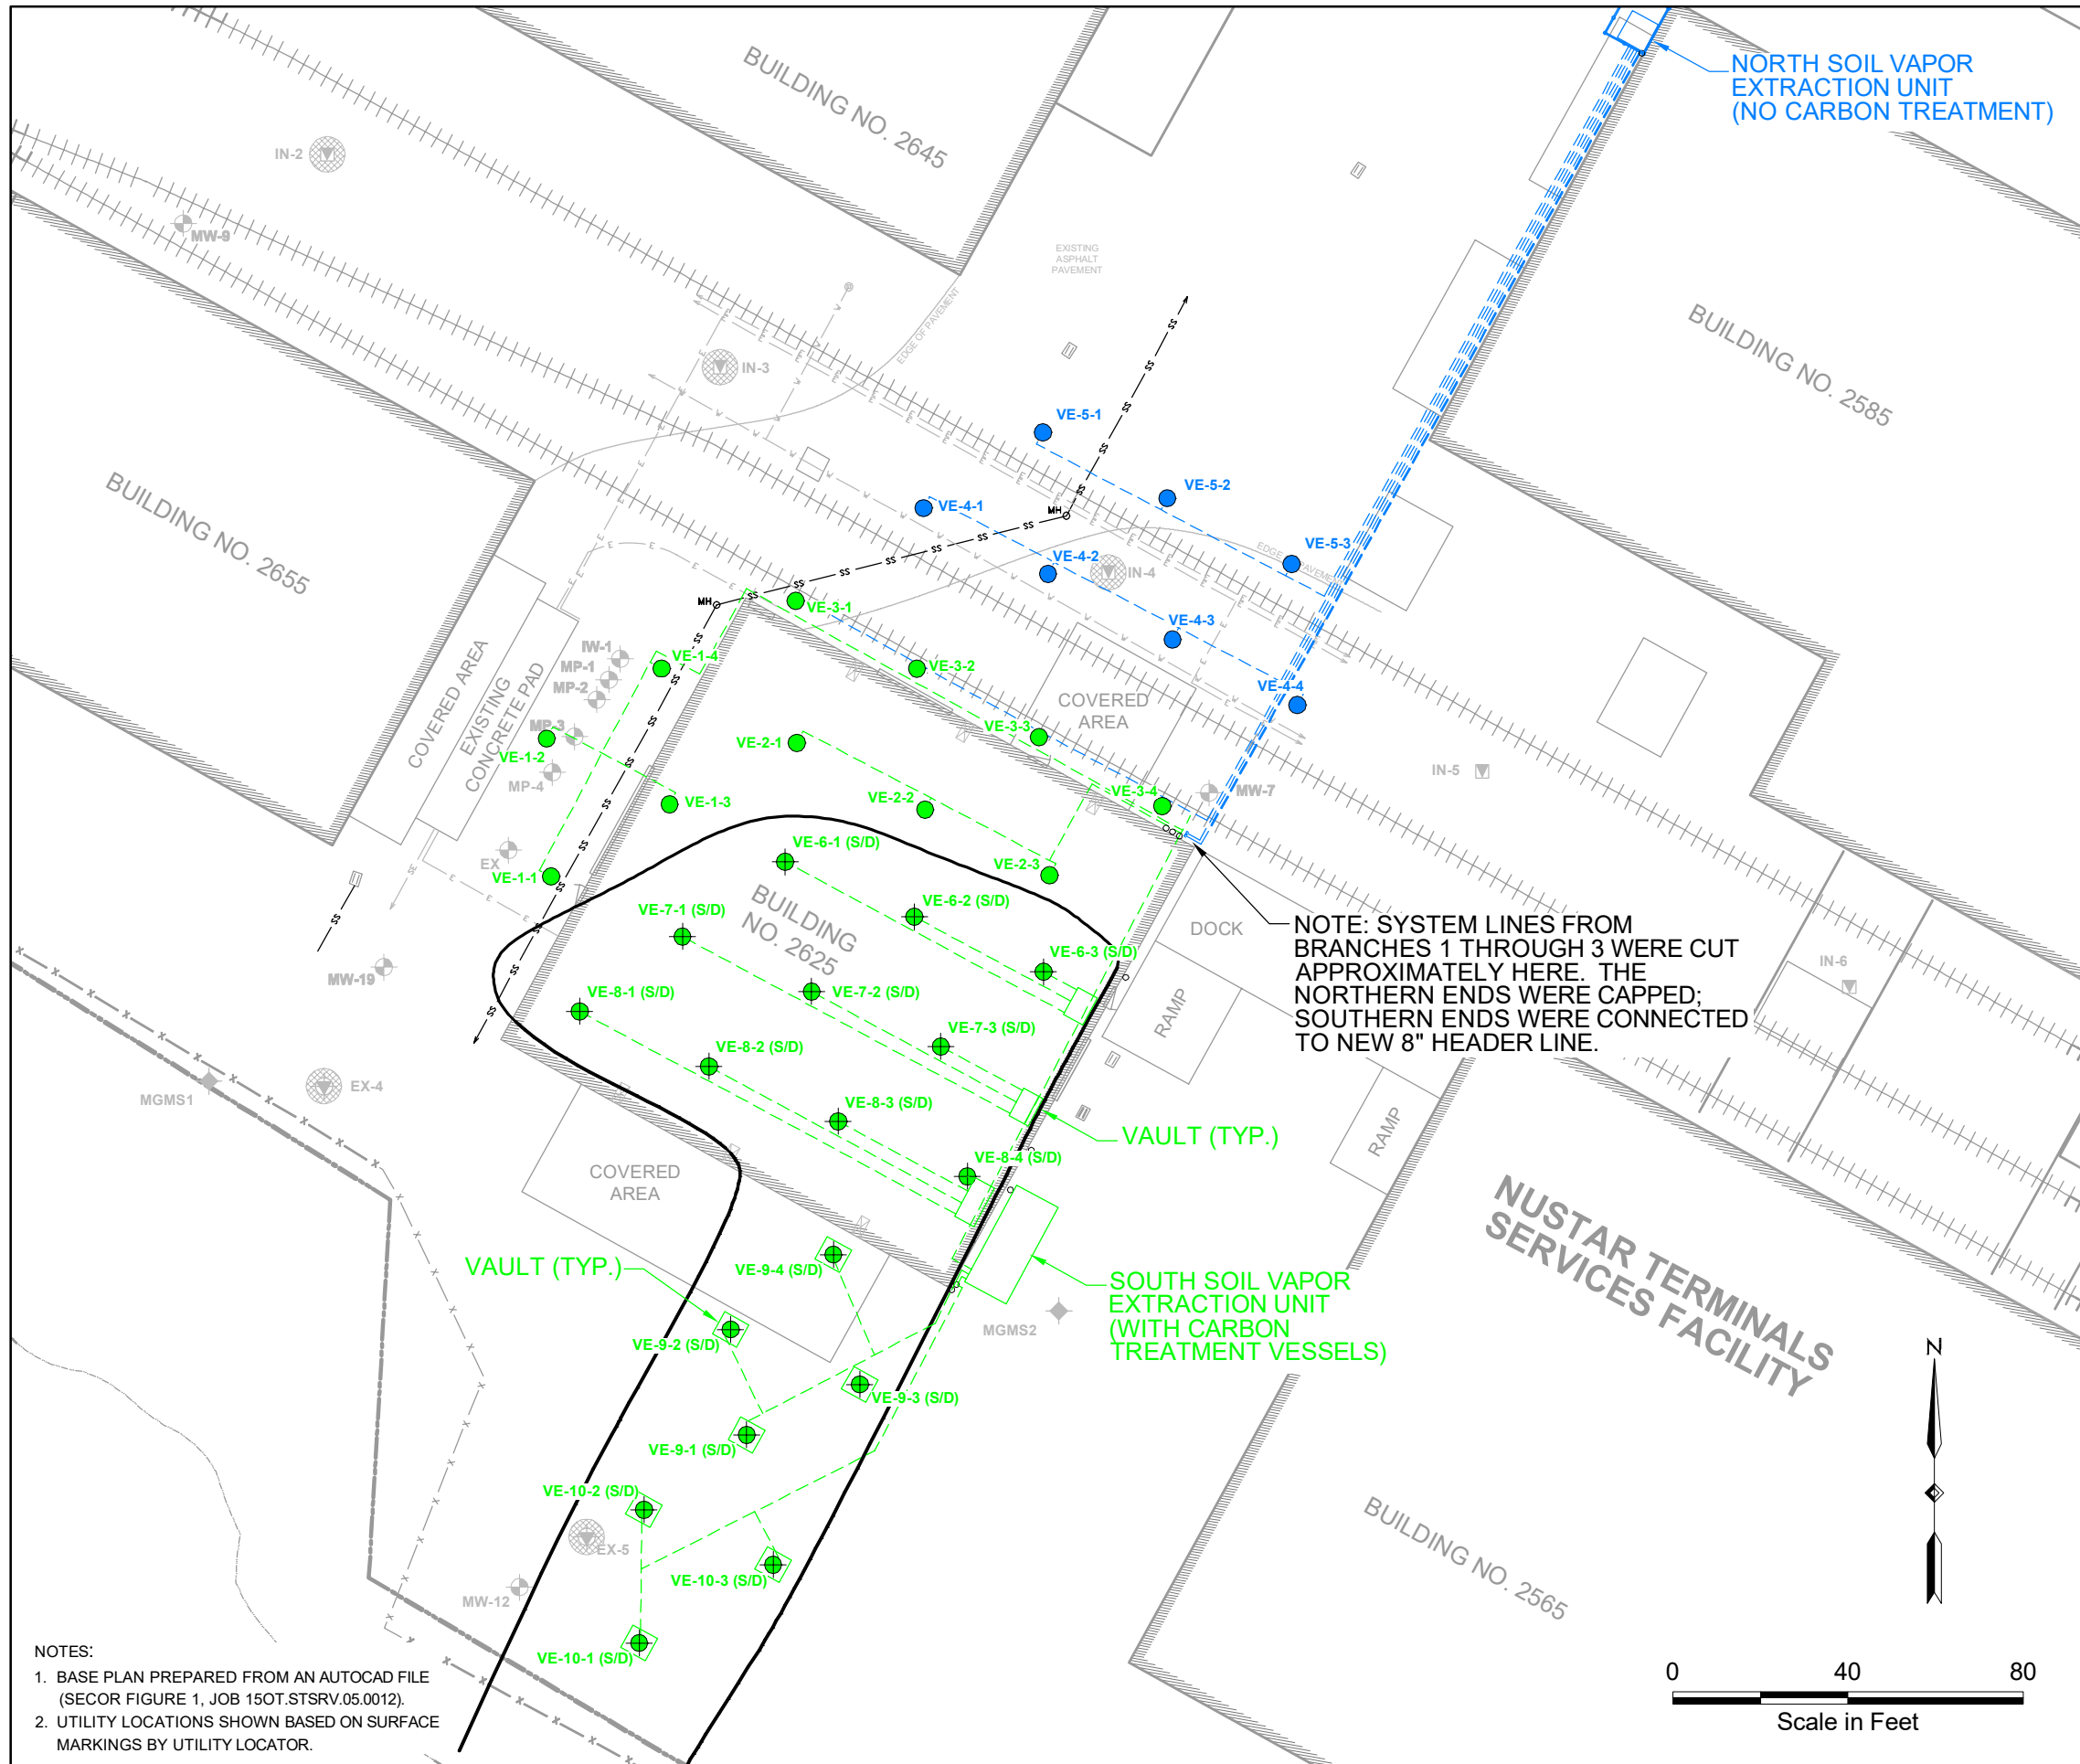 NORTH SOIL VAPOR
EXTRACTION UNIT
(NO CARBON TREATMENT)
BUILDING NO. 2645
IN-2
MW-9
EXISTING
ASPHALT
PAVEMENT
EDGE OF PAVEMENT
BUILDING NO. 2585
IN-3
VE-5-1
VE-5-2
VE-4-1
MH
VE-5-3
VE-4-2
IN-4
EDGE
PAVEMENT
BUILDING NO. 2655
MH
VE-3-1
VE-4-3
IW-1
VE-1-4
VE-3-2
MP-1
MP-2
VE-4-4
COVERED AREA
EXISTING
CONCRETE PAD
COVERED
AREA
MP-3
VE-3-3
VE-2-1
VE-1-2
MP-4
IN-5
VE-1-3
VE-2-2
VE-3-4
MW-7
EX
VE-1-1
VE-6-1 (S/D)
VE-2-3
BUILDING
NO. 2625
VE-7-1 (S/D)
VE-6-2 (S/D)
DOCK
NOTE: SYSTEM LINES FROM
BRANCHES 1 THROUGH 3 WERE CUT
APPROXIMATELY HERE. THE
NORTHERN ENDS WERE CAPPED;
SOUTHERN ENDS WERE CONNECTED
TO NEW 8" HEADER LINE.
VE-6-3 (S/D)
IN-6
MW-19
VE-8-1 (S/D)
VE-7-2 (S/D)
RAMP
VE-7-3 (S/D)
VE-8-2 (S/D)
MGMS1
EX-4
VE-8-3 (S/D)
VAULT (TYP.)
RAMP
VE-8-4 (S/D)
COVERED
AREA
NUSTAR TERMINALS
SERVICES FACILITY
VAULT (TYP.)
VE-9-4 (S/D)
SOUTH SOIL VAPOR
EXTRACTION UNIT
(WITH CARBON
TREATMENT VESSELS)
MGMS2
VE-9-2 (S/D)
VE-9-3 (S/D)
VE-9-1 (S/D)
N
VE-10-2 (S/D)
EX-5
VE-10-3 (S/D)
MW-12
BUILDING NO. 2565
VE-10-1 (S/D)
NOTES:
1. BASE PLAN PREPARED FROM AN AUTOCAD FILE
(SECOR FIGURE 1, JOB 15OT.STSRV.05.0012).
2. UTILITY LOCATIONS SHOWN BASED ON SURFACE
MARKINGS BY UTILITY LOCATOR.
0 40 80
Scale in Feet